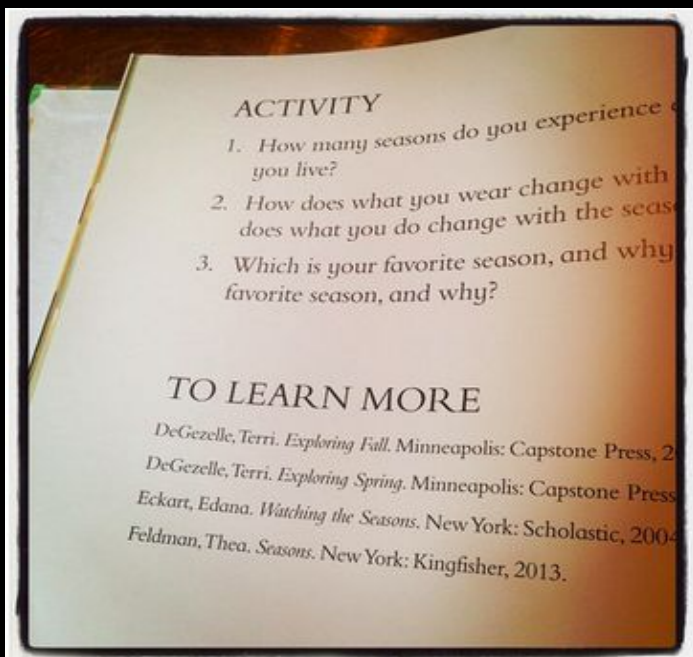 ACTIVITY
1. How many seasons do you experience
you live?
2. How does what you wear change with
does what you do change with the
3. Which is your favorite season, and why
favorite season, and why?
TO LEARN MORE
DeGezelle, Terri. Exploring Fall. Minneapolis: Capstone Press,
DeGezelle, Terri. Exploring Spring. Minneapolis: Capstone Press
Eckart, Edana. Watching the Seasons. New York: Scholastic, 2004
Feldman, Thea. Seasons. New York: Kingfisher, 2013.